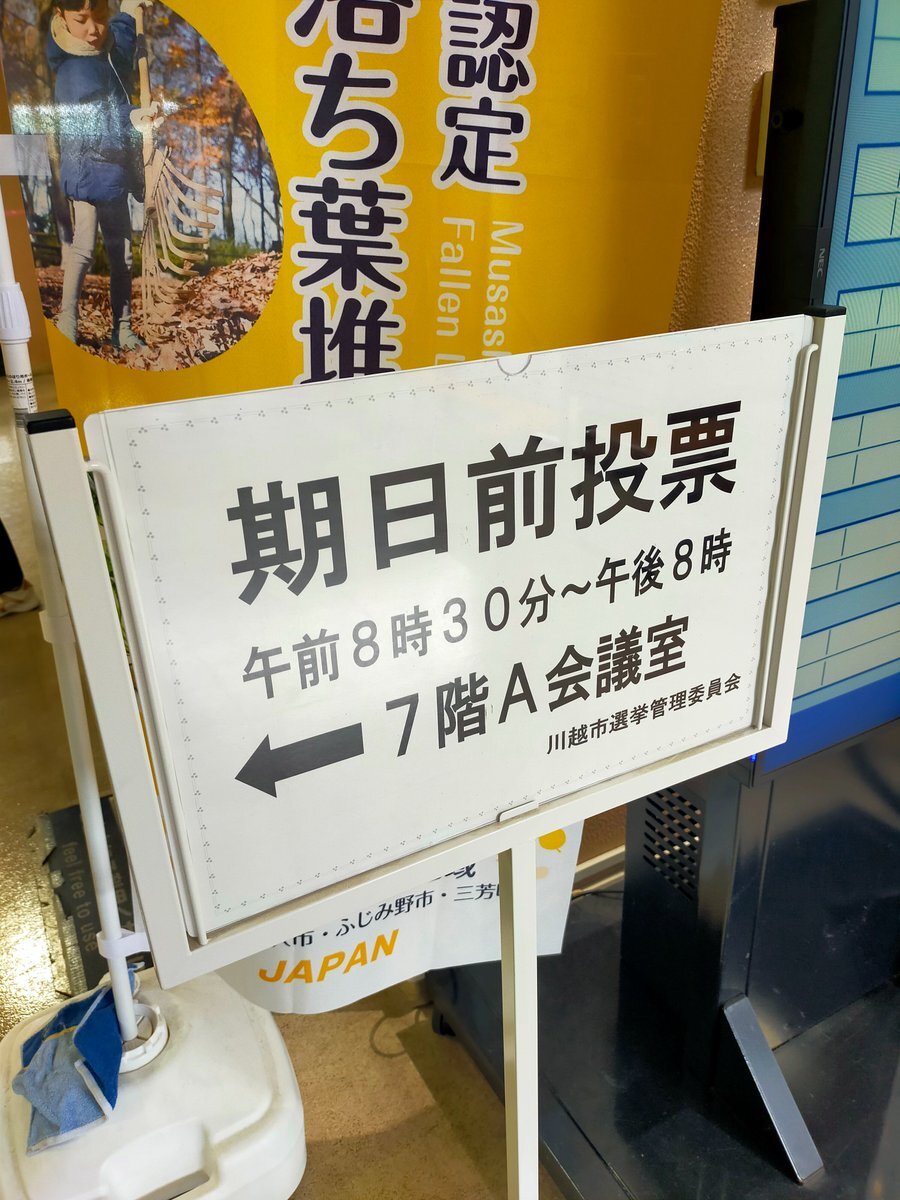 認定
落ち葉堆
Fallen
NEC
期日前投票
午前8時30分～午後8時
←7階A会議室
川越市選挙管理委員会
市・ふじみ野市・三芳
JAPAN
feel free to use